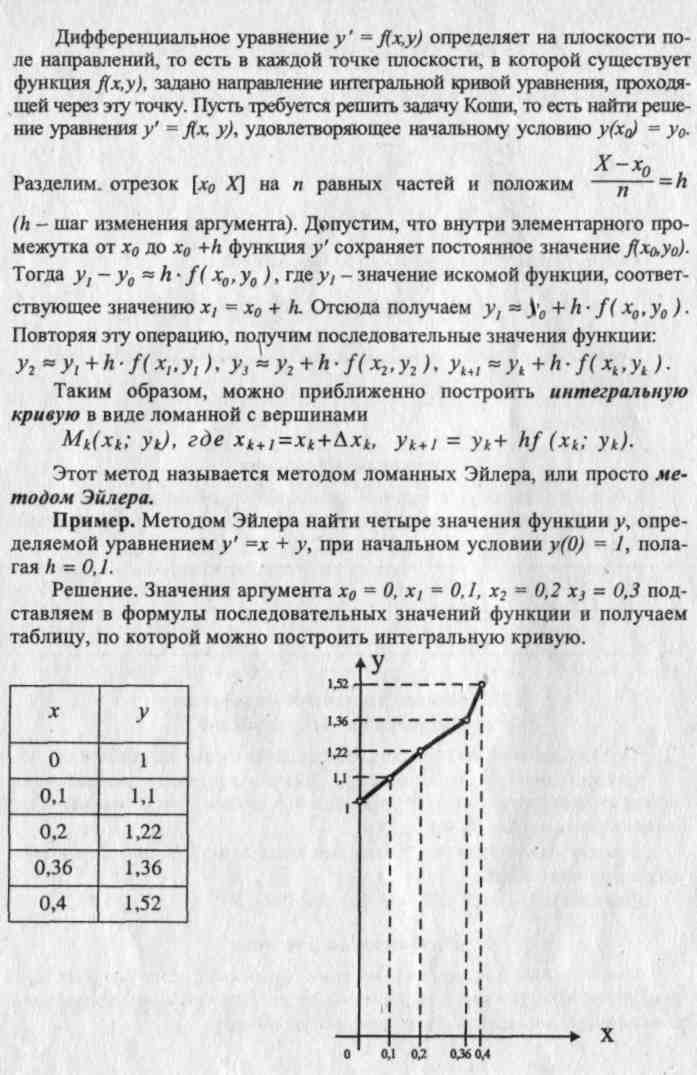 Дифференциальное уравнение y' = f(x,y) определяет на плоскости по-
ле направлений, то есть в каждой точке плоскости, в которой существует
функция f(x,y), задано направление интегральной кривой уравнения, проходя-
щей через эту точку. Пусть требуется решить задачу Коши, то есть найти реше-
ние уравнения y' = f(x, y), удовлетворяющее начальному условию y(x₀) = y₀.
Разделим отрезок [x₀ X] на n равных частей и положим (X – x₀)/n = h
(h – шаг изменения аргумента). Допустим, что внутри элементарного про-
межутка от x₀ до x₀ +h функция y' сохраняет постоянное значение f(x₀,y₀).
Тогда y₁ – y₀ ≈ h · f( x₀, y₀ ), где y₁ – значение искомой функции, соответ-
ствующее значению x₁ = x₀ + h. Отсюда получаем y₁ ≈ y₀ + h · f( x₀, y₀ ).
Повторяя эту операцию, получим последовательные значения функции:
y₂ ≈ y₁ + h · f( x₁, y₁ ), y₃ ≈ y₂ + h · f( x₂, y₂ ), yₖ₊₁ ≈ yₖ + h · f( xₖ, yₖ ).
Таким образом, можно приближенно построить интегральную
кривую в виде ломанной с вершинами
Mₖ(xₖ; yₖ), где xₖ₊₁=xₖ+Δxₖ, yₖ₊₁ = yₖ+ hf (xₖ; yₖ).
Этот метод называется методом ломанных Эйлера, или просто ме-
тодом Эйлера.
Пример. Методом Эйлера найти четыре значения функции y, опре-
деляемой уравнением y' =x + y, при начальном условии y(0) = 1, пола-
гая h = 0,1.
Решение. Значения аргумента x₀ = 0, x₁ = 0,1, x₂ = 0,2 x₃ = 0,3 под-
ставляем в формулы последовательных значений функции и получаем
таблицу, по которой можно построить интегральную кривую.
x y
0 1
0,1 1,1
0,2 1,22
0,36 1,36
0,4 1,52
y
1,52
1,36
1,22
1,1
1
0 0,1 0,2 0,36 0,4
x